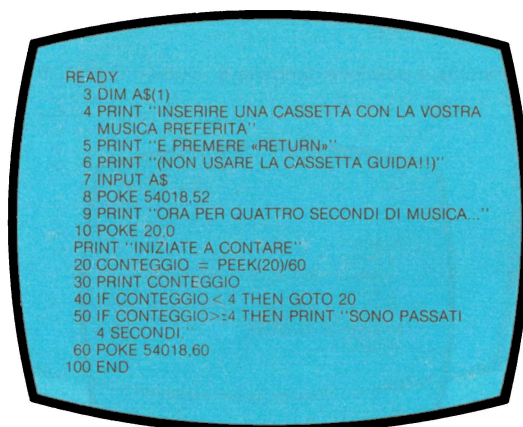 READY
3 DIM A$(1)
4 PRINT "INSERIRE UNA CASSETTA CON LA VOSTRA
MUSICA PREFERITA"
5 PRINT "E PREMERE «RETURN»"
6 PRINT "(NON USARE LA CASSETTA GUIDA!!)"
7 INPUT A$
8 POKE 54018,52
9 PRINT "ORA PER QUATTRO SECONDI DI MUSICA..."
10 POKE 20,0
PRINT "INIZIATE A CONTARE"
20 CONTEGGIO = PEEK(20)/60
30 PRINT CONTEGGIO
40 IF CONTEGGIO < 4 THEN GOTO 20
50 IF CONTEGGIO>=4 THEN PRINT "SONO PASSATI
4 SECONDI."
60 POKE 54018,60
100 END